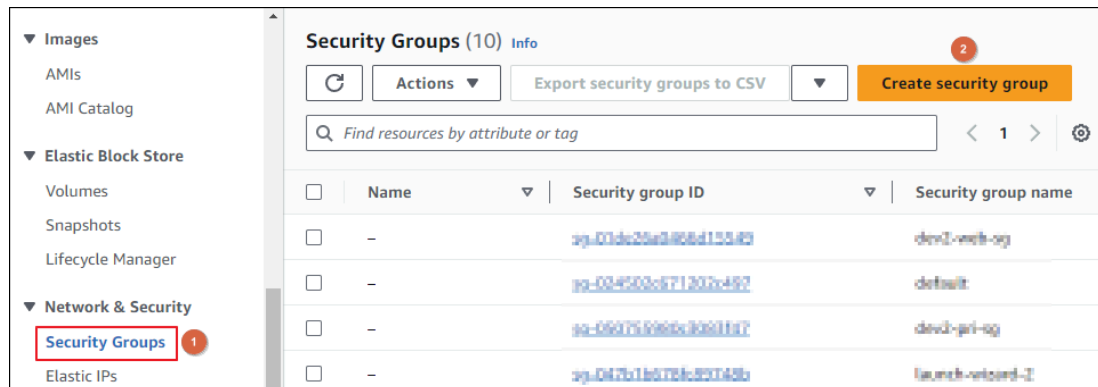 Images
AMIs
AMI Catalog
Elastic Block Store
Volumes
Snapshots
Lifecycle Manager
Network & Security
Security Groups 1
Elastic IPs
Security Groups (10) Info
2
Actions Export security groups to CSV Create security group
Find resources by attribute or tag
1
Name Security group ID Security group name
–
– default
–
–